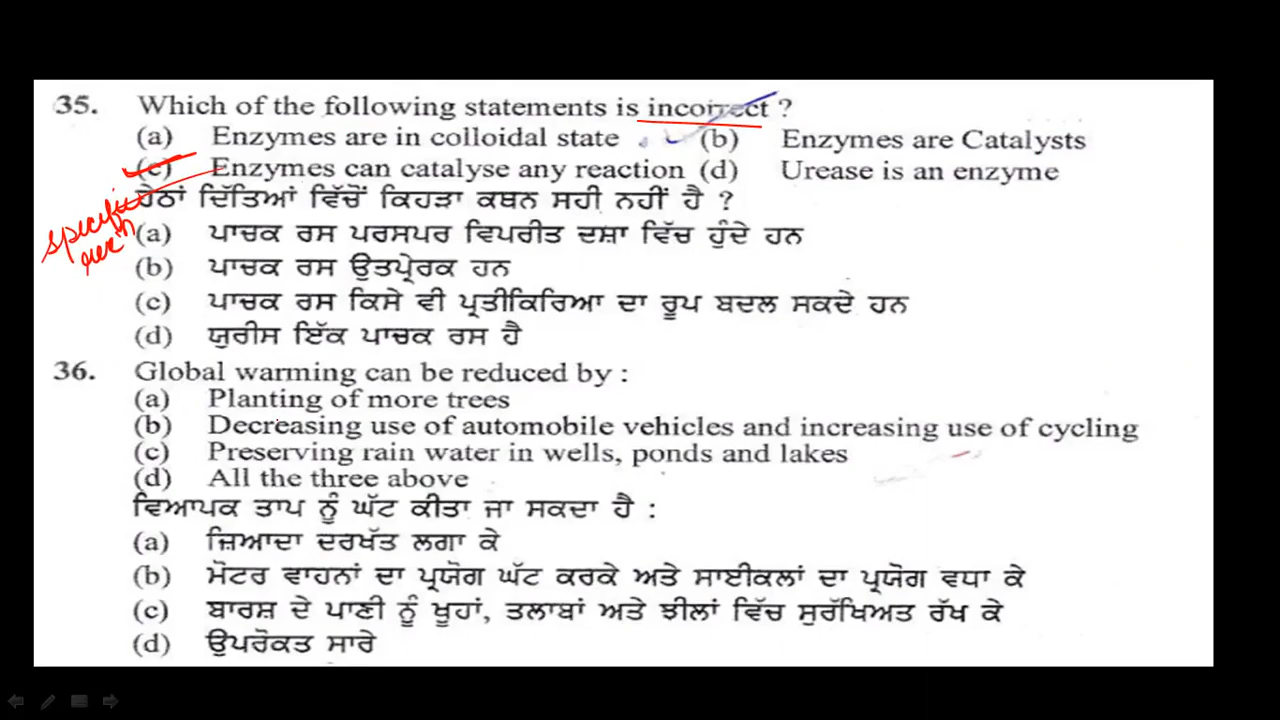 35. Which of the following statements is incorrect ?
(a) Enzymes are in colloidal state (b) Enzymes are Catalysts
(c) Enzymes can catalyse any reaction (d) Urease is an enzyme
ਹੇਠਾਂ ਦਿੱਤਿਆਂ ਵਿੱਚੋਂ ਕਿਹੜਾ ਕਥਨ ਸਹੀ ਨਹੀਂ ਹੈ ?
specific
(a) ਪਾਚਕ ਰਸ ਪਰਸਪਰ ਵਿਪਰੀਤ ਦਸ਼ਾ ਵਿੱਚ ਹੁੰਦੇ ਹਨ
(b) ਪਾਚਕ ਰਸ ਉਤਪ੍ਰੇਰਕ ਹਨ
(c) ਪਾਚਕ ਰਸ ਕਿਸੇ ਵੀ ਪ੍ਰਤੀਕਿਰਿਆ ਦਾ ਰੂਪ ਬਦਲ ਸਕਦੇ ਹਨ
(d) ਯੁਰੀਸ ਇੱਕ ਪਾਚਕ ਰਸ ਹੈ
36. Global warming can be reduced by :
(a) Planting of more trees
(b) Decreasing use of automobile vehicles and increasing use of cycling
(c) Preserving rain water in wells, ponds and lakes
(d) All the three above
ਵਿਆਪਕ ਤਾਪ ਨੂੰ ਘੱਟ ਕੀਤਾ ਜਾ ਸਕਦਾ ਹੈ :
(a) ਜ਼ਿਆਦਾ ਦਰਖੱਤ ਲਗਾ ਕੇ
(b) ਮੋਟਰ ਵਾਹਨਾਂ ਦਾ ਪ੍ਰਯੋਗ ਘੱਟ ਕਰਕੇ ਅਤੇ ਸਾਈਕਲਾਂ ਦਾ ਪ੍ਰਯੋਗ ਵਧਾ ਕੇ
(c) ਬਾਰਸ਼ ਦੇ ਪਾਣੀ ਨੂੰ ਖੂਹਾਂ, ਤਲਾਬਾਂ ਅਤੇ ਝੀਲਾਂ ਵਿੱਚ ਸੁਰੱਖਿਅਤ ਰੱਖ ਕੇ
(d) ਉਪਰੋਕਤ ਸਾਰੇ